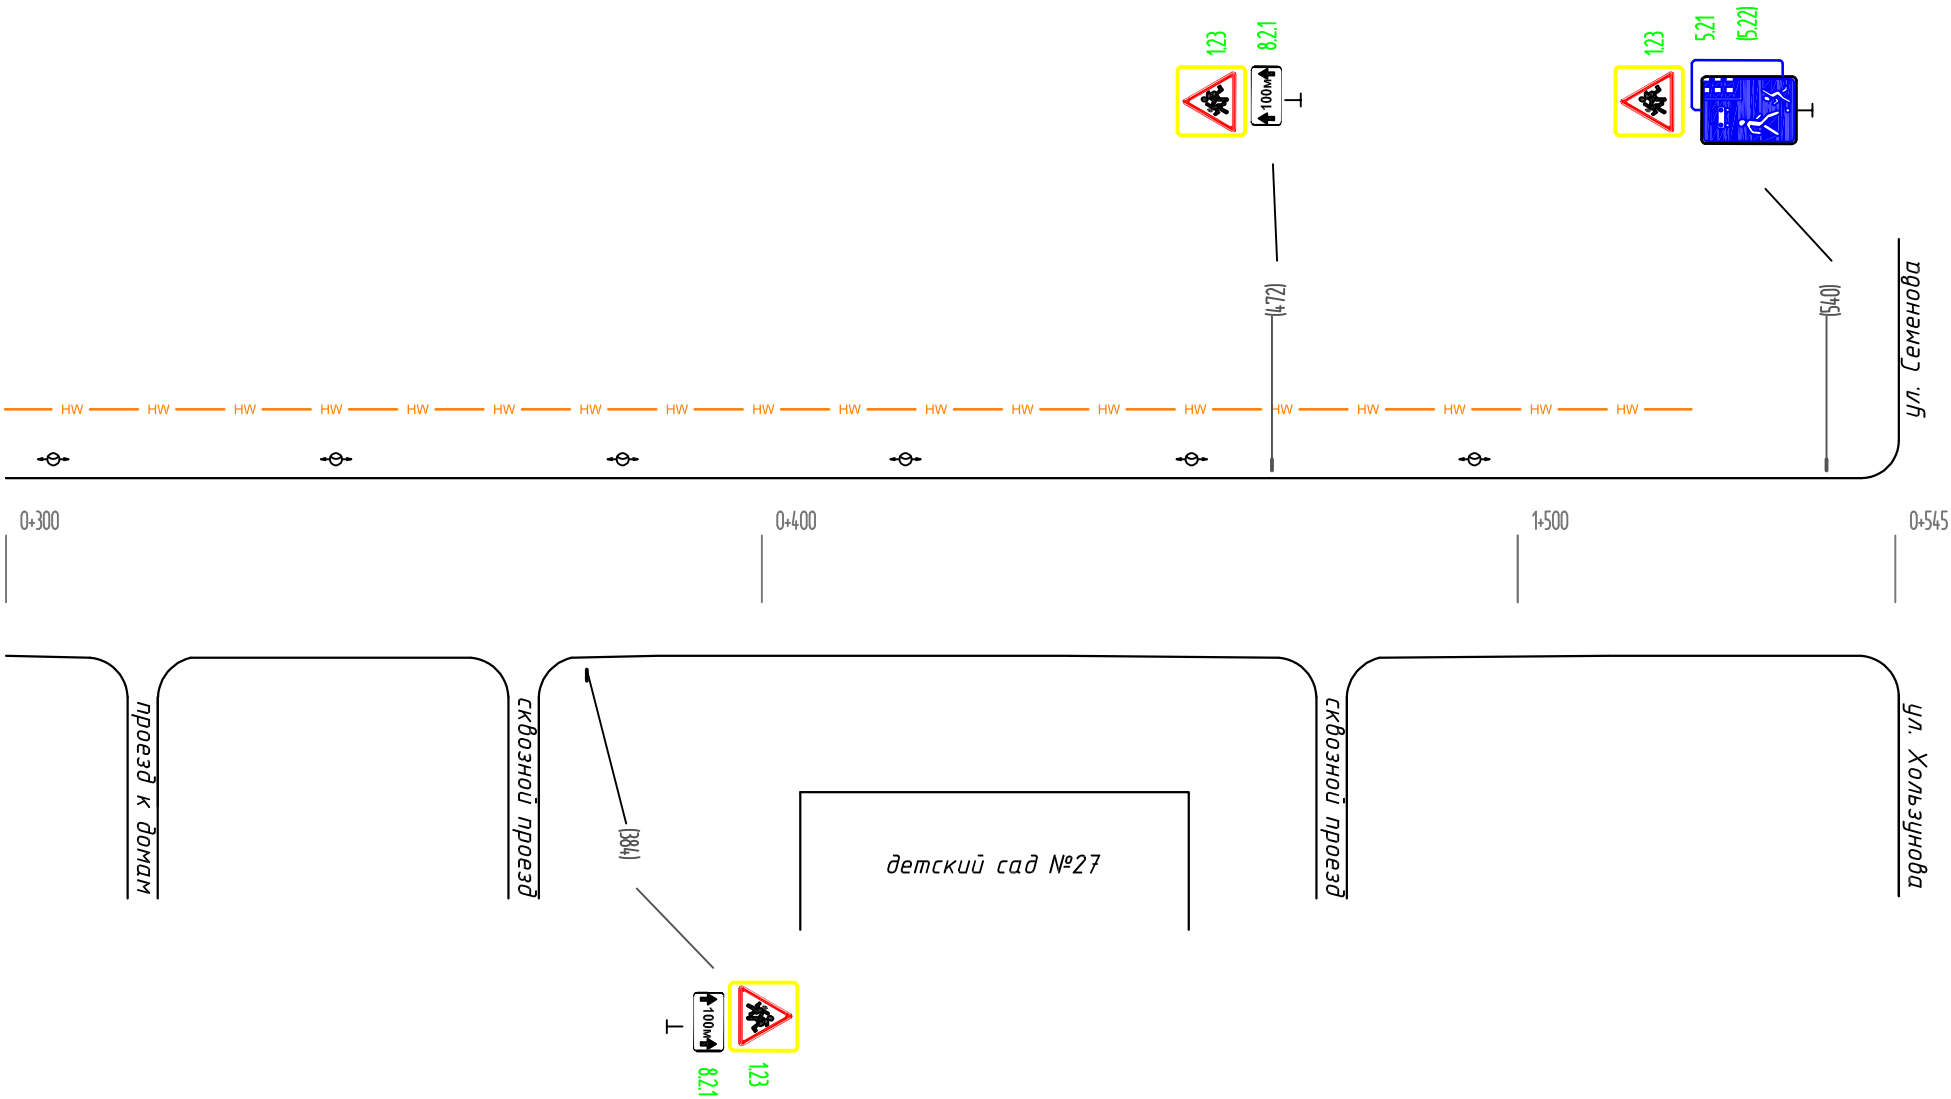 1.23
8.2.1
1.23
5.21
(5.22)
100м
(472)
(540)
ул. Семенова
HW HW HW HW HW HW HW HW HW HW HW HW HW HW HW HW HW HW HW
0+300
0+400
1+500
0+545
проезд к домам
сквозной проезд
сквозной проезд
ул. Хользунова
(384)
детский сад №27
100м
8.2.1
1.23